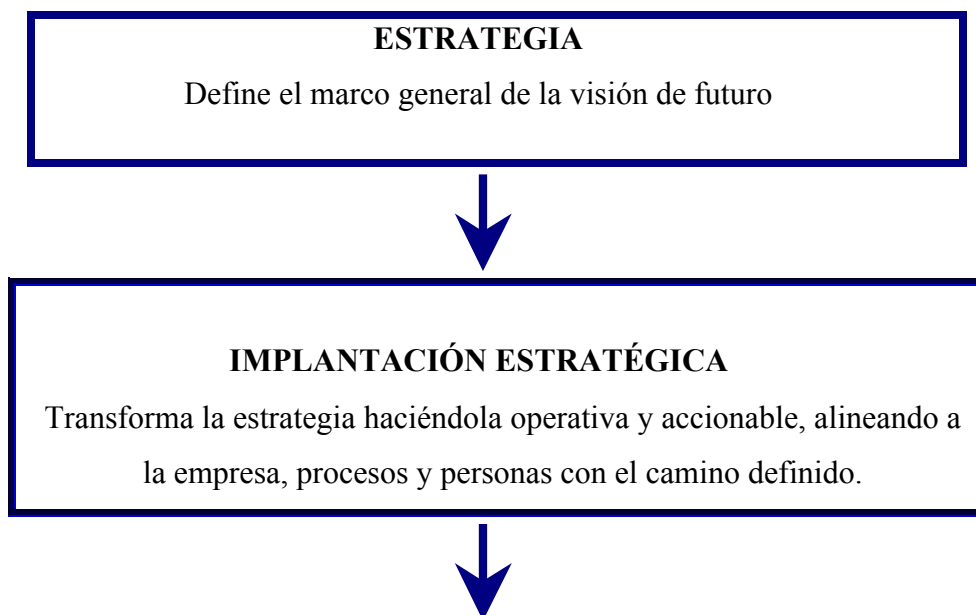 ESTRATEGIA
Define el marco general de la visión de futuro
IMPLANTACIÓN ESTRATÉGICA
Transforma la estrategia haciéndola operativa y accionable, alineando a
la empresa, procesos y personas con el camino definido.